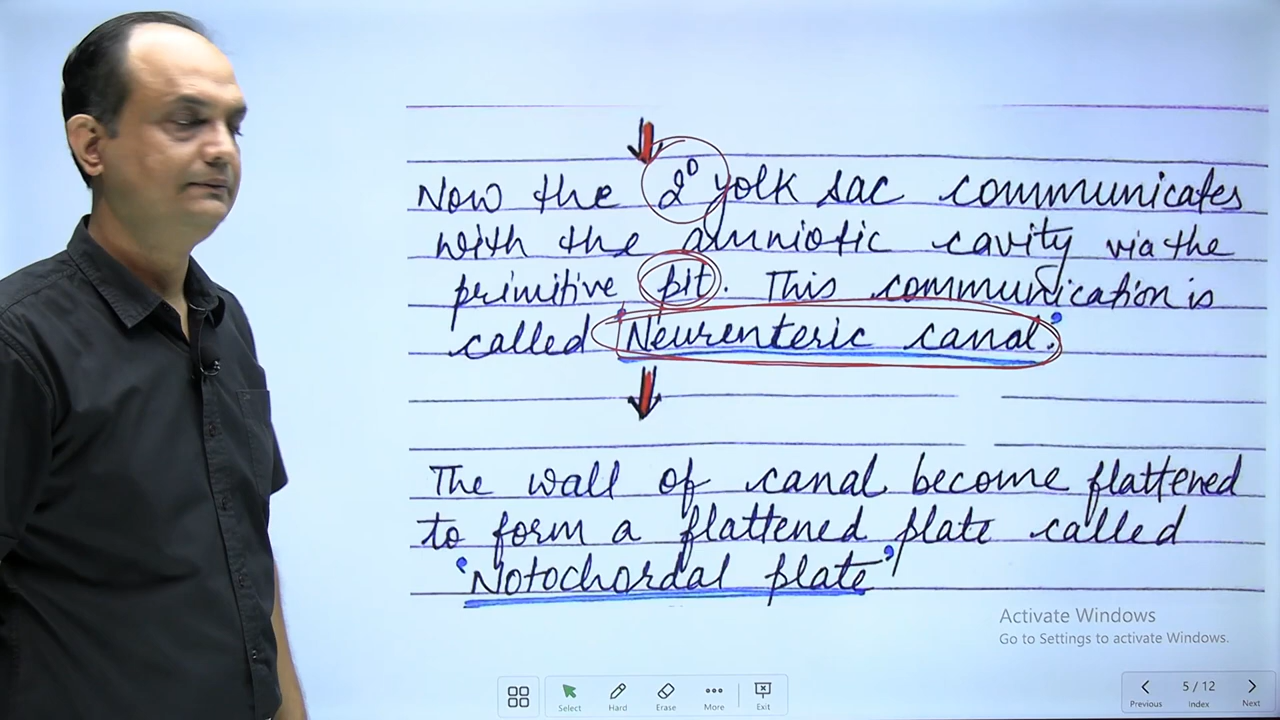 Now the 2° yolk sac communicates
with the amniotic cavity via the
primitive pit. This communication is
called 'Neurenteric canal.'
The wall of canal become flattened
to form a flattened plate called
'Notochordal plate'
Activate Windows
Go to Settings to activate Windows.
Select Hard Eraser More Exit
Previous 5 / 12 Index Next